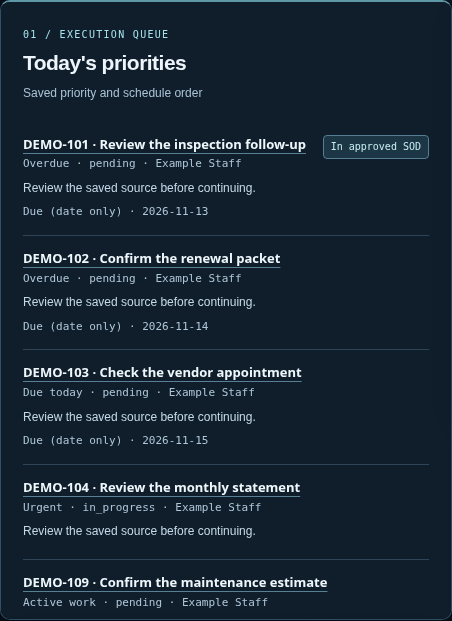 01 / EXECUTION QUEUE
Today's priorities
Saved priority and schedule order
DEMO-101 · Review the inspection follow-up
In approved SOD
Overdue · pending · Example Staff
Review the saved source before continuing.
Due (date only) · 2026-11-13
DEMO-102 · Confirm the renewal packet
Overdue · pending · Example Staff
Review the saved source before continuing.
Due (date only) · 2026-11-14
DEMO-103 · Check the vendor appointment
Due today · pending · Example Staff
Review the saved source before continuing.
Due (date only) · 2026-11-15
DEMO-104 · Review the monthly statement
Urgent · in_progress · Example Staff
Review the saved source before continuing.
DEMO-109 · Confirm the maintenance estimate
Active work · pending · Example Staff